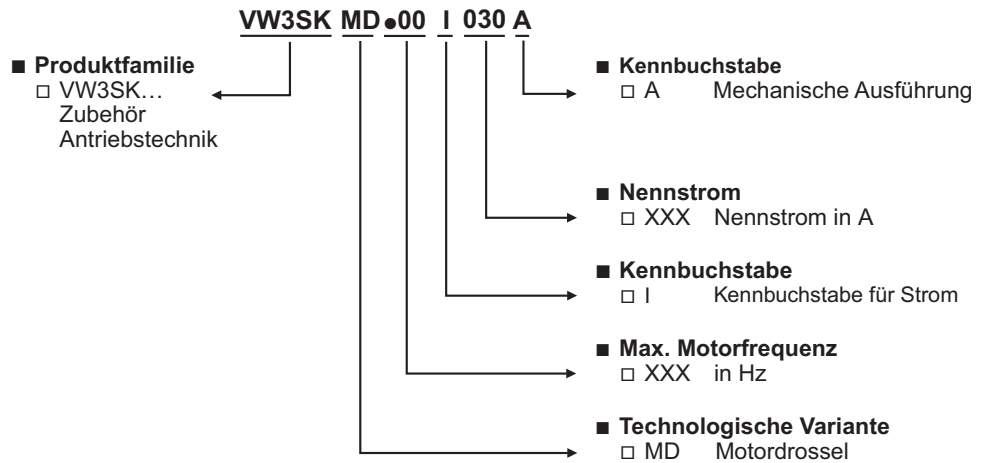 VW3SK MD●00 I 030 A
■ Produktfamilie
□ VW3SK…
Zubehör
Antriebstechnik
■ Kennbuchstabe
□ A Mechanische Ausführung
■ Nennstrom
□ XXX Nennstrom in A
■ Kennbuchstabe
□ I Kennbuchstabe für Strom
■ Max. Motorfrequenz
□ XXX in Hz
■ Technologische Variante
□ MD Motordrossel